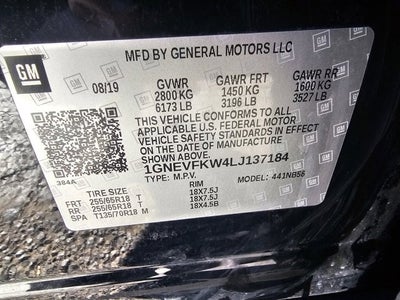 GM
MFD BY GENERAL MOTORS LLC
08/19 GVWR GAWR FRT GAWR RR
2800 KG 1450 KG 1600 KG
6173 LB 3196 LB 3527 LB
THIS VEHICLE CONFORMS TO ALL
APPLICABLE U.S. FEDERAL MOTOR
VEHICLE SAFETY STANDARDS IN EFFECT
ON THE DATE OF MANUFACTURE
SHOWN ABOVE.
1GNEVFKW4LJ137184
384A TYPE: M.P.V. MODEL: 441NB56
TIRE SIZE RIM
FRT 255/65R18 T 18X7.5J
RR 255/65R18 T 18X7.5J
SPA T135/70R18 M 18X4.5B